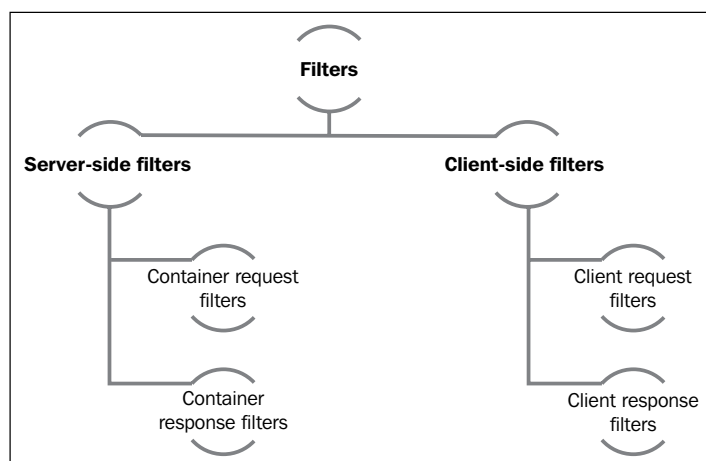 Filters
Server-side filters
Client-side filters
Container request
filters
Client request
filters
Container
response filters
Client response
filters